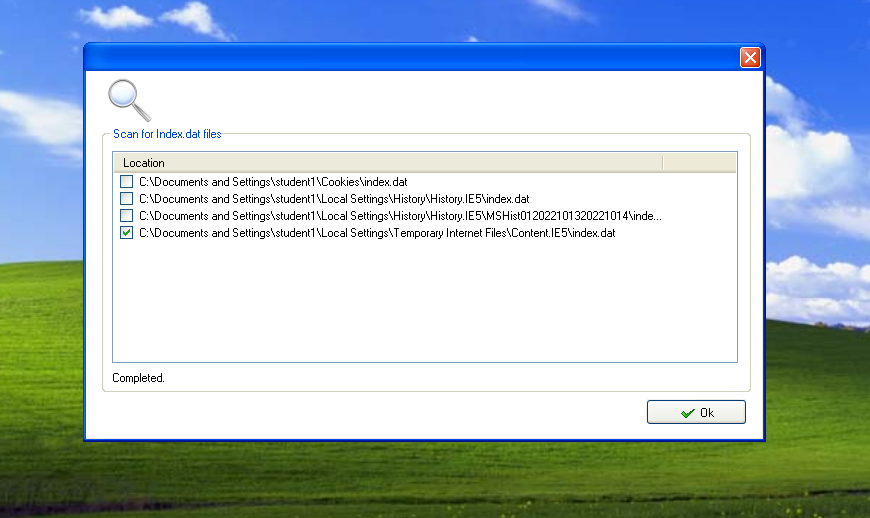 Scan for Index.dat files
Location
C:\Documents and Settings\student1\Cookies\index.dat
C:\Documents and Settings\student1\Local Settings\History\History.IE5\index.dat
C:\Documents and Settings\student1\Local Settings\History\History.IE5\MSHist012022101320221014\inde...
C:\Documents and Settings\student1\Local Settings\Temporary Internet Files\Content.IE5\index.dat
Completed.
Ok